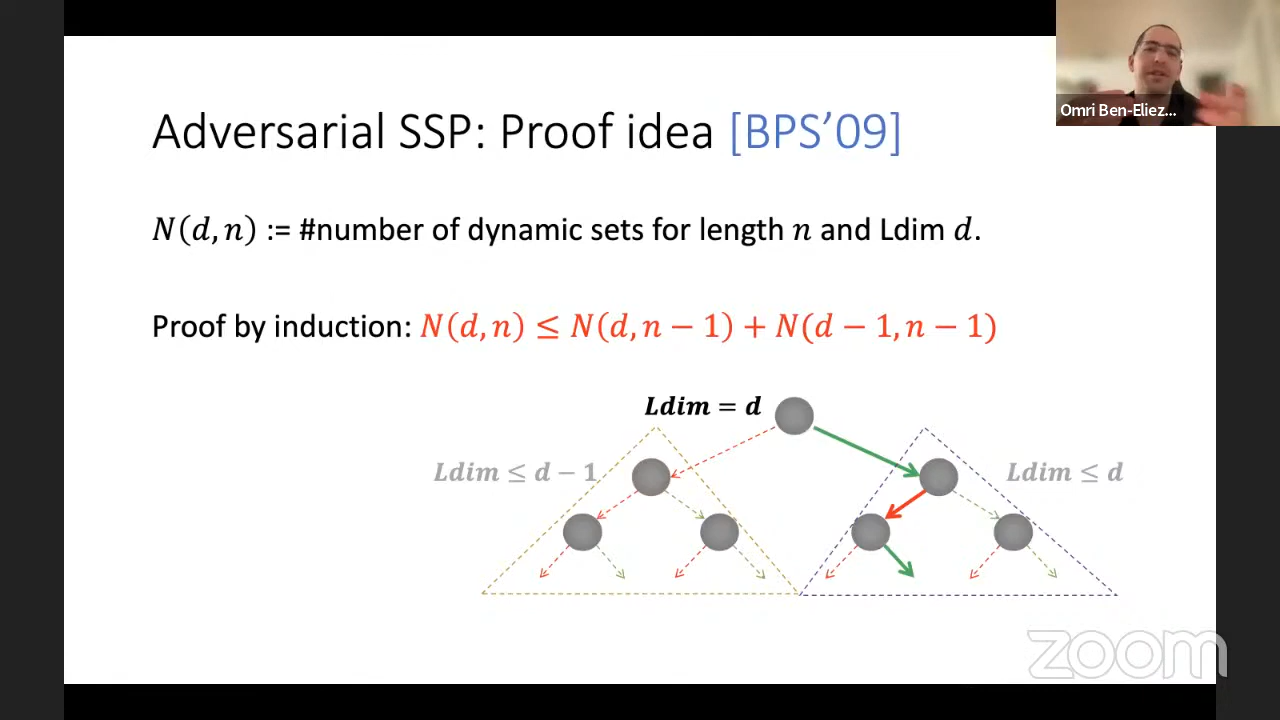 Omri Ben-Eliez...
Adversarial SSP: Proof idea [BPS’09]
N(d, n) := #number of dynamic sets for length n and Ldim d.
Proof by induction: N(d, n) ≤ N(d, n − 1) + N(d − 1, n − 1)
Ldim = d
Ldim ≤ d − 1
Ldim ≤ d
zoom